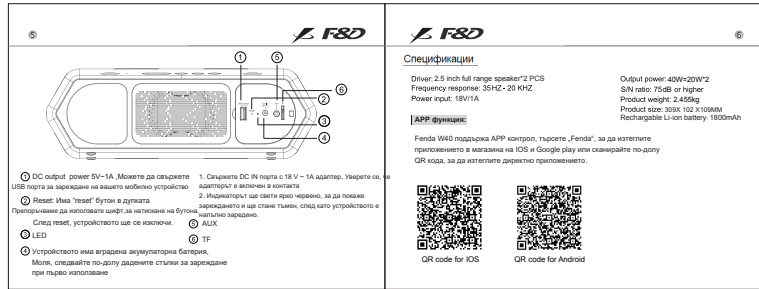 5
F&D
1
5
6
2
3
4
1 DC output power 5V~1A ,Можете да свържете
USB порта за зареждане на вашето мобилно устройство
2 Reset: Има "reset" бутон в дупката
Препоръчваме да използвате щифт,за натискане на бутона
След reset, устройството ще се изключи.
3 LED
4 Устройството има вградена акумулаторна батерия,
Моля, следвайте по-долу дадените стъпки за зареждане
при първо използване
1. Свържете DC IN порта с 18 V ~ 1A адаптер, Уверете се, че
адаптерът е включен в контакта
2. Индикаторът ще свети ярко червено, за да покаже
зареждането и ще стане тъмен, след като устройството е
напълно заредено.
5 AUX
6 TF
F&D
6
Спецификации
Driver: 2.5 inch full range speaker*2 PCS
Frequency response: 35HZ - 20 KHZ
Power input: 18V/1A
Output power: 40W=20W*2
S/N ratio: 75dB or higher
Product weight: 2.455kg
Product size: 309X 102 X109MM
Rechargable Li-ion battery: 1800mAh
APP функция:
Fenda W40 поддържа APP контрол, търсете „Fenda", за да изтеглите
приложението в магазина на IOS и Google play или сканирайте по-долу
QR кода, за да изтеглите директно приложението.
QR code for IOS
QR code for Android